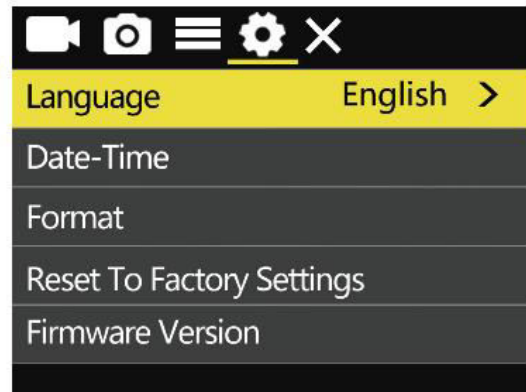 Language English >
Date-Time
Format
Reset To Factory Settings
Firmware Version